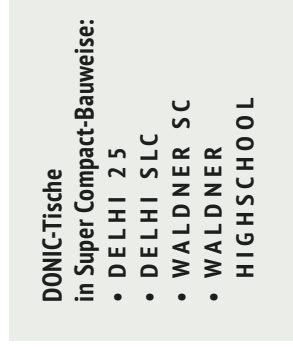 DONIC-Tische
in Super Compact-Bauweise:
• DELHI 25
• DELHI SLC
• WALDNER SC
• WALDNER
HIGHSCHOOL